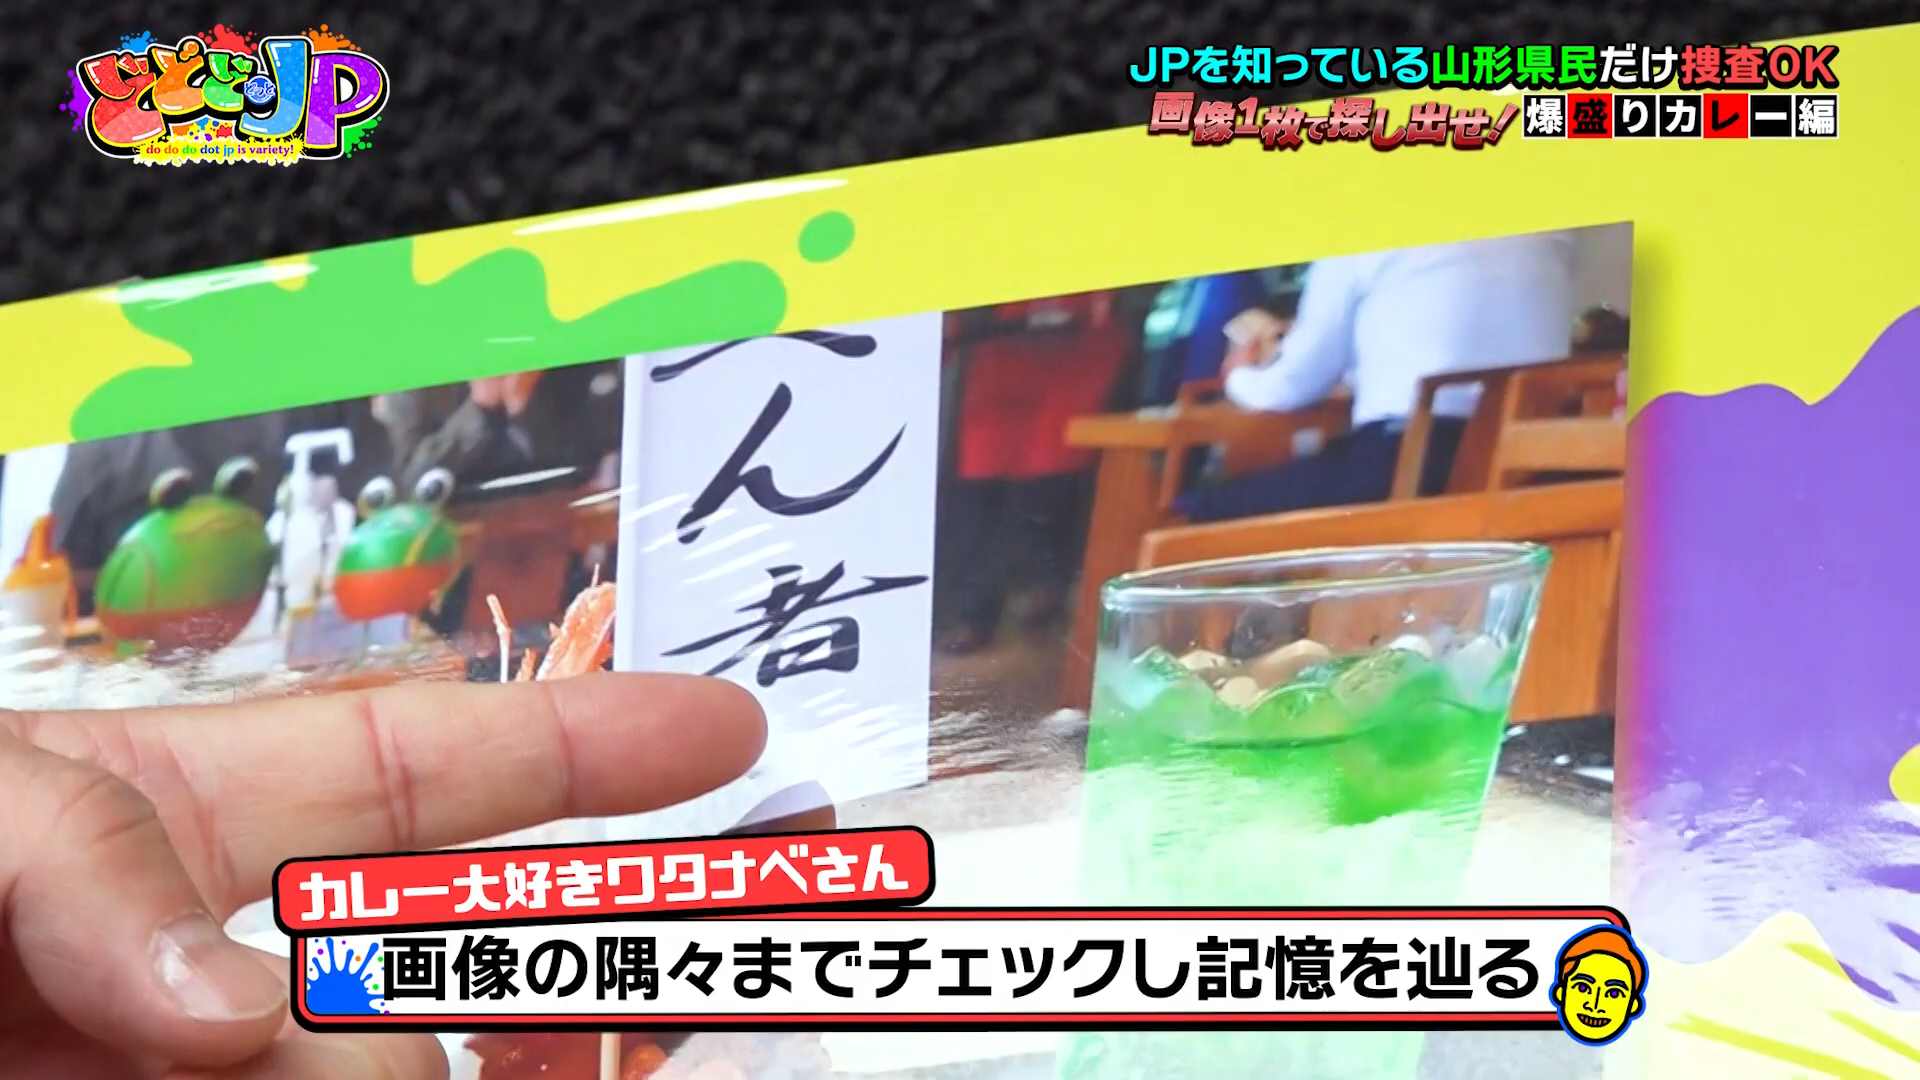 どどど.JP
do do do dot jp is variety!
JPを知っている山形県民だけ捜査OK
画像1枚で探し出せ!爆盛りカレー編
ん者
カレー大好きワタナベさん
画像の隅々までチェックし記憶を辿る